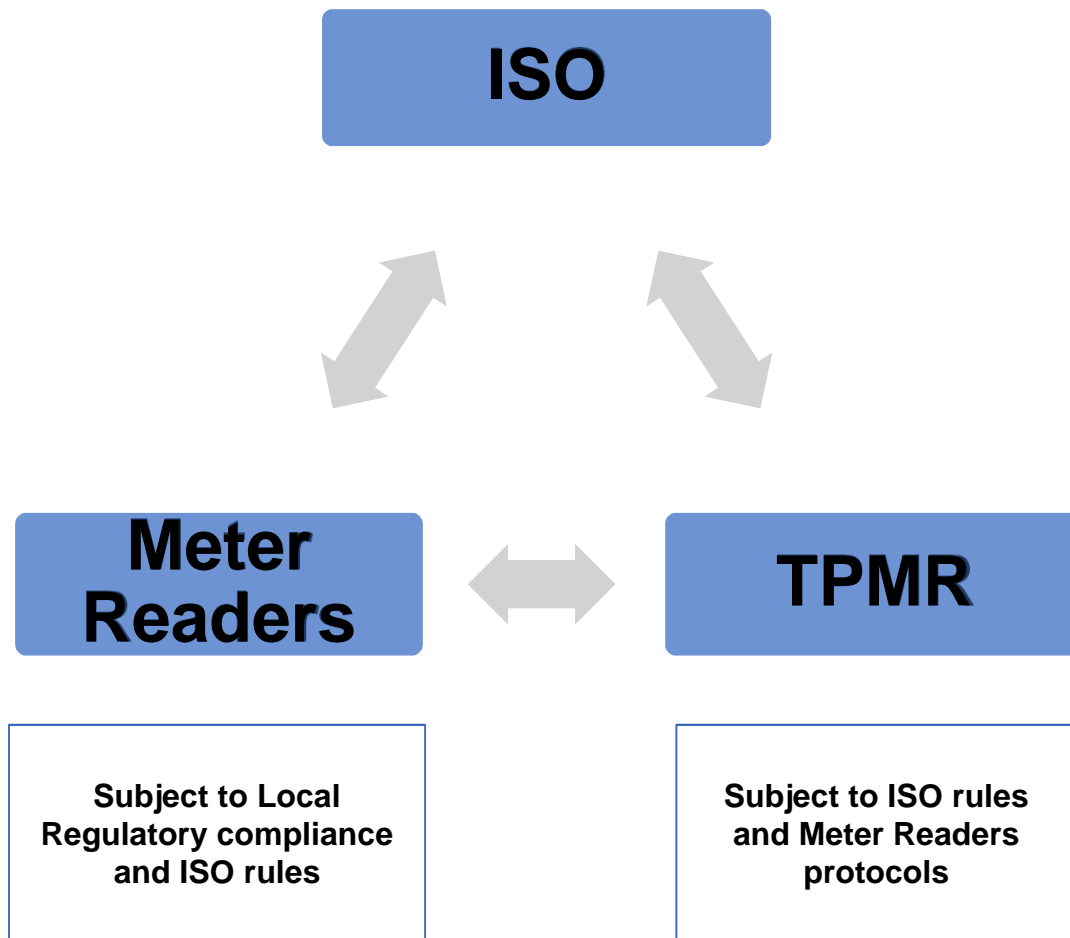 ISO
Meter
Readers
TPMR
Subject to Local
Regulatory compliance
and ISO rules
Subject to ISO rules
and Meter Readers
protocols